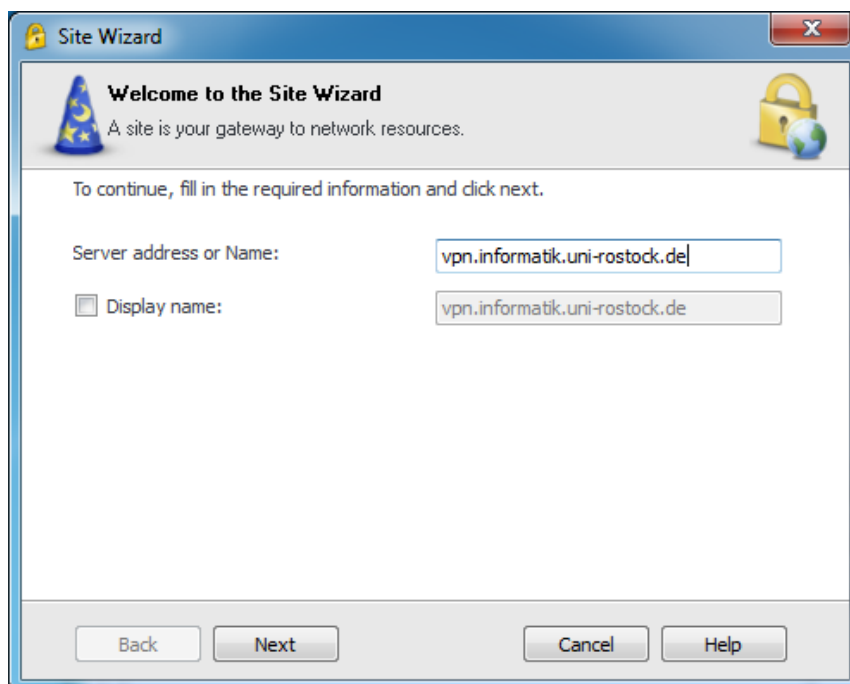 Site Wizard
Welcome to the Site Wizard
A site is your gateway to network resources.
To continue, fill in the required information and click next.
Server address or Name: vpn.informatik.uni-rostock.de
Display name: vpn.informatik.uni-rostock.de
Back Next Cancel Help